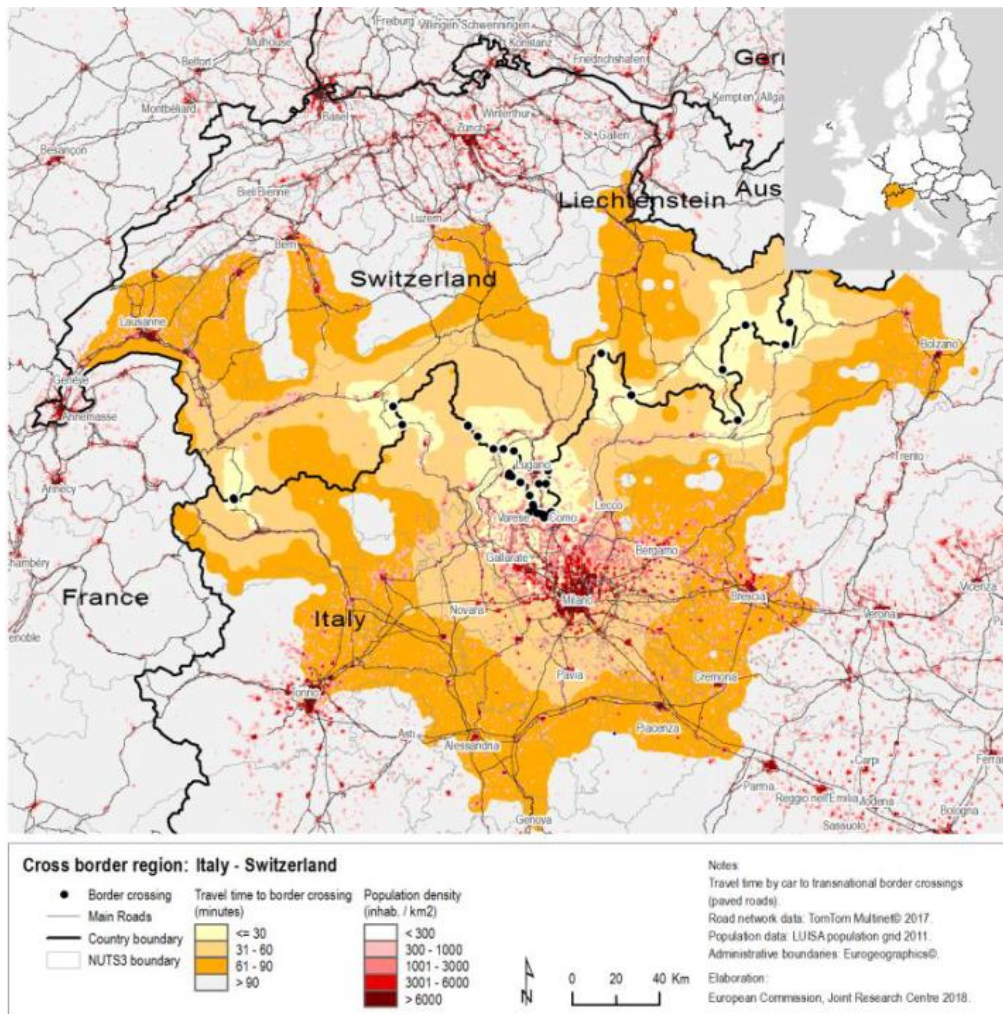 (Freiburg
Villingen-Schwenningen
Mulhouse
Konstanz
Friedrichshafen
Belfort
Kempten (Allga
Montbéliard
Basel
Winterthur
Zürich
St. Gallen
Besançon
Aus
Biel/Bienne
Liechtenstein
Luzern
Bern
Switzerland
Lausanne
Bolzano
Genève
Annemasse
Trento
Lugano
Annecy
Lecco
Varese
Como
Gallarate
Bergamo
Chambéry
Vicenza
Milano
France
Brescia
Novara
Verona
Italy
Pavia
Cremona
Torino
Asti
Piacenza
Alessandria
Carpi
Ferrar
Parma
Reggio nell'Emilia
Modena
Genova
Sassuolo
Bologna
Cross border region: Italy - Switzerland
Border crossing
Main Roads
Country boundary
NUTS3 boundary
Travel time to border crossing
(minutes)
<= 30
31 - 60
61 - 90
> 90
Population density
(inhab. / km2)
< 300
300 - 1000
1001 - 3000
3001 - 6000
> 6000
N
0 20 40 Km
Notes:
Travel time by car to transnational border crossings
(paved roads).
Road network data: TomTom Multinet© 2017.
Population data: LUISA population grid 2011.
Administrative boundaries: Eurogeographics©.
Elaboration:
European Commission, Joint Research Centre 2018.